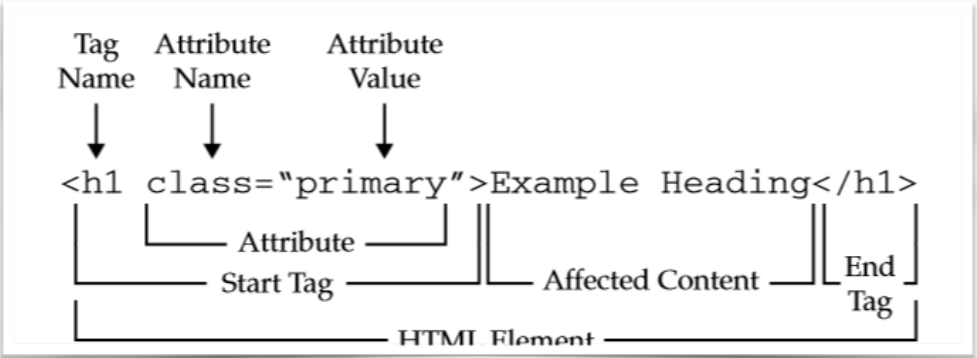 Tag Attribute Attribute
Name Name Value
<h1 class=“primary”>Example Heading</h1>
Attribute
Start Tag Affected Content End
Tag
HTML Element